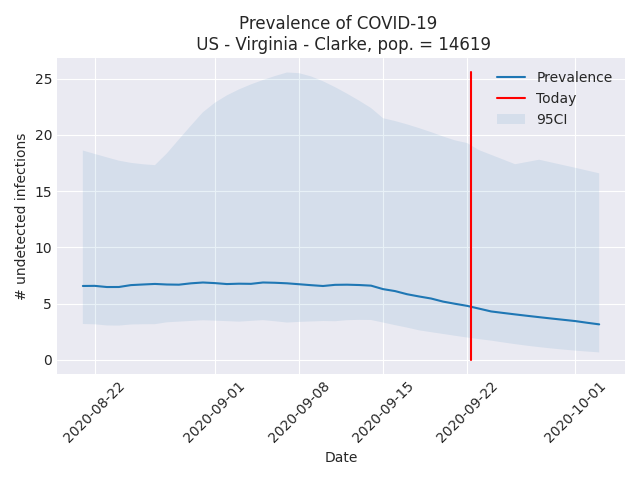 Prevalence of COVID-19
US - Virginia - Clarke, pop. = 14619
Prevalence
Today
95CI
# undetected infections
25
20
15
10
5
0
2020-08-22
2020-09-01
2020-09-08
2020-09-15
2020-09-22
2020-10-01
Date